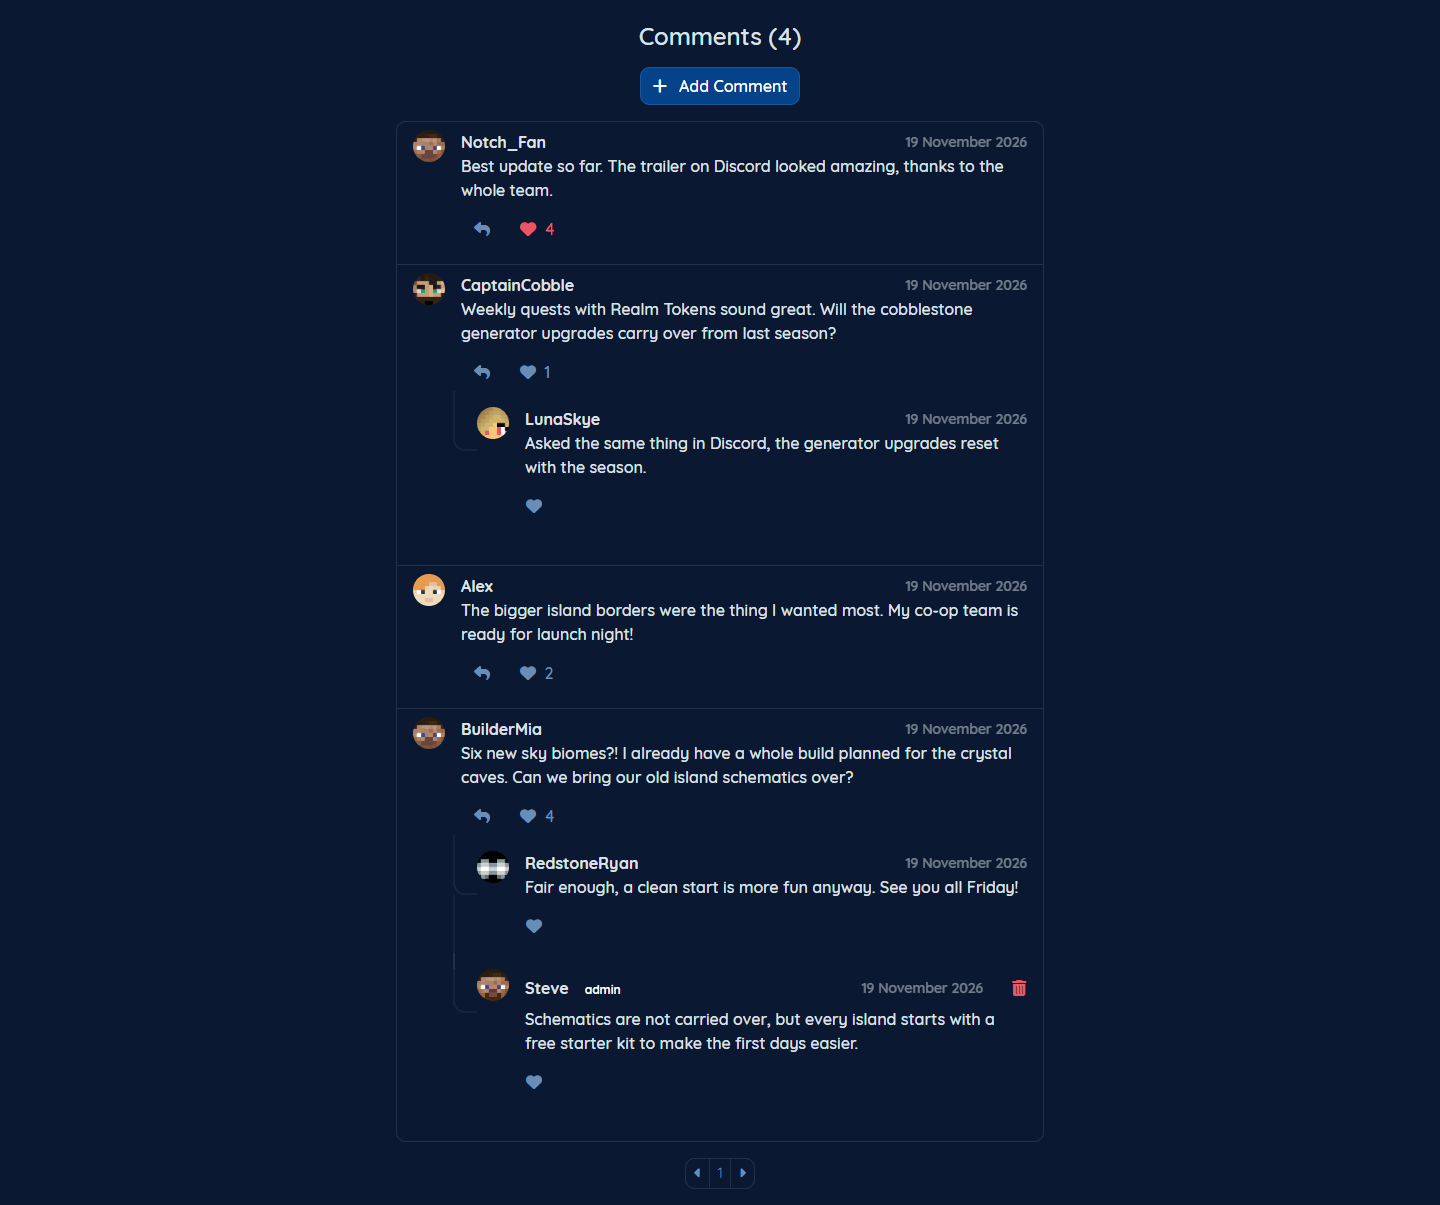 Comments (4)
Add Comment
Notch_Fan 19 November 2026
Best update so far. The trailer on Discord looked amazing, thanks to the
whole team.
4
CaptainCobble 19 November 2026
Weekly quests with Realm Tokens sound great. Will the cobblestone
generator upgrades carry over from last season?
1
LunaSkye 19 November 2026
Asked the same thing in Discord, the generator upgrades reset
with the season.
Alex 19 November 2026
The bigger island borders were the thing I wanted most. My co-op team is
ready for launch night!
2
BuilderMia 19 November 2026
Six new sky biomes?! I already have a whole build planned for the crystal
caves. Can we bring our old island schematics over?
4
RedstoneRyan 19 November 2026
Fair enough, a clean start is more fun anyway. See you all Friday!
Steve admin 19 November 2026
Schematics are not carried over, but every island starts with a
free starter kit to make the first days easier.
1